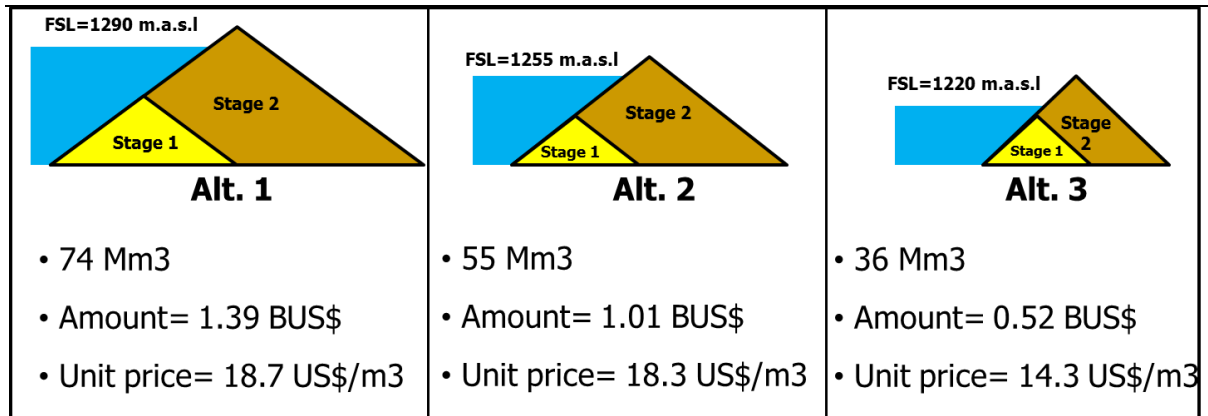 FSL=1290 m.a.s.l
Stage 2
Stage 1
Alt. 1
• 74 Mm3
• Amount= 1.39 BUS$
• Unit price= 18.7 US$/m3
FSL=1255 m.a.s.l
Stage 2
Stage 1
Alt. 2
• 55 Mm3
• Amount= 1.01 BUS$
• Unit price= 18.3 US$/m3
FSL=1220 m.a.s.l
Stage
2
Stage 1
Alt. 3
• 36 Mm3
• Amount= 0.52 BUS$
• Unit price= 14.3 US$/m3